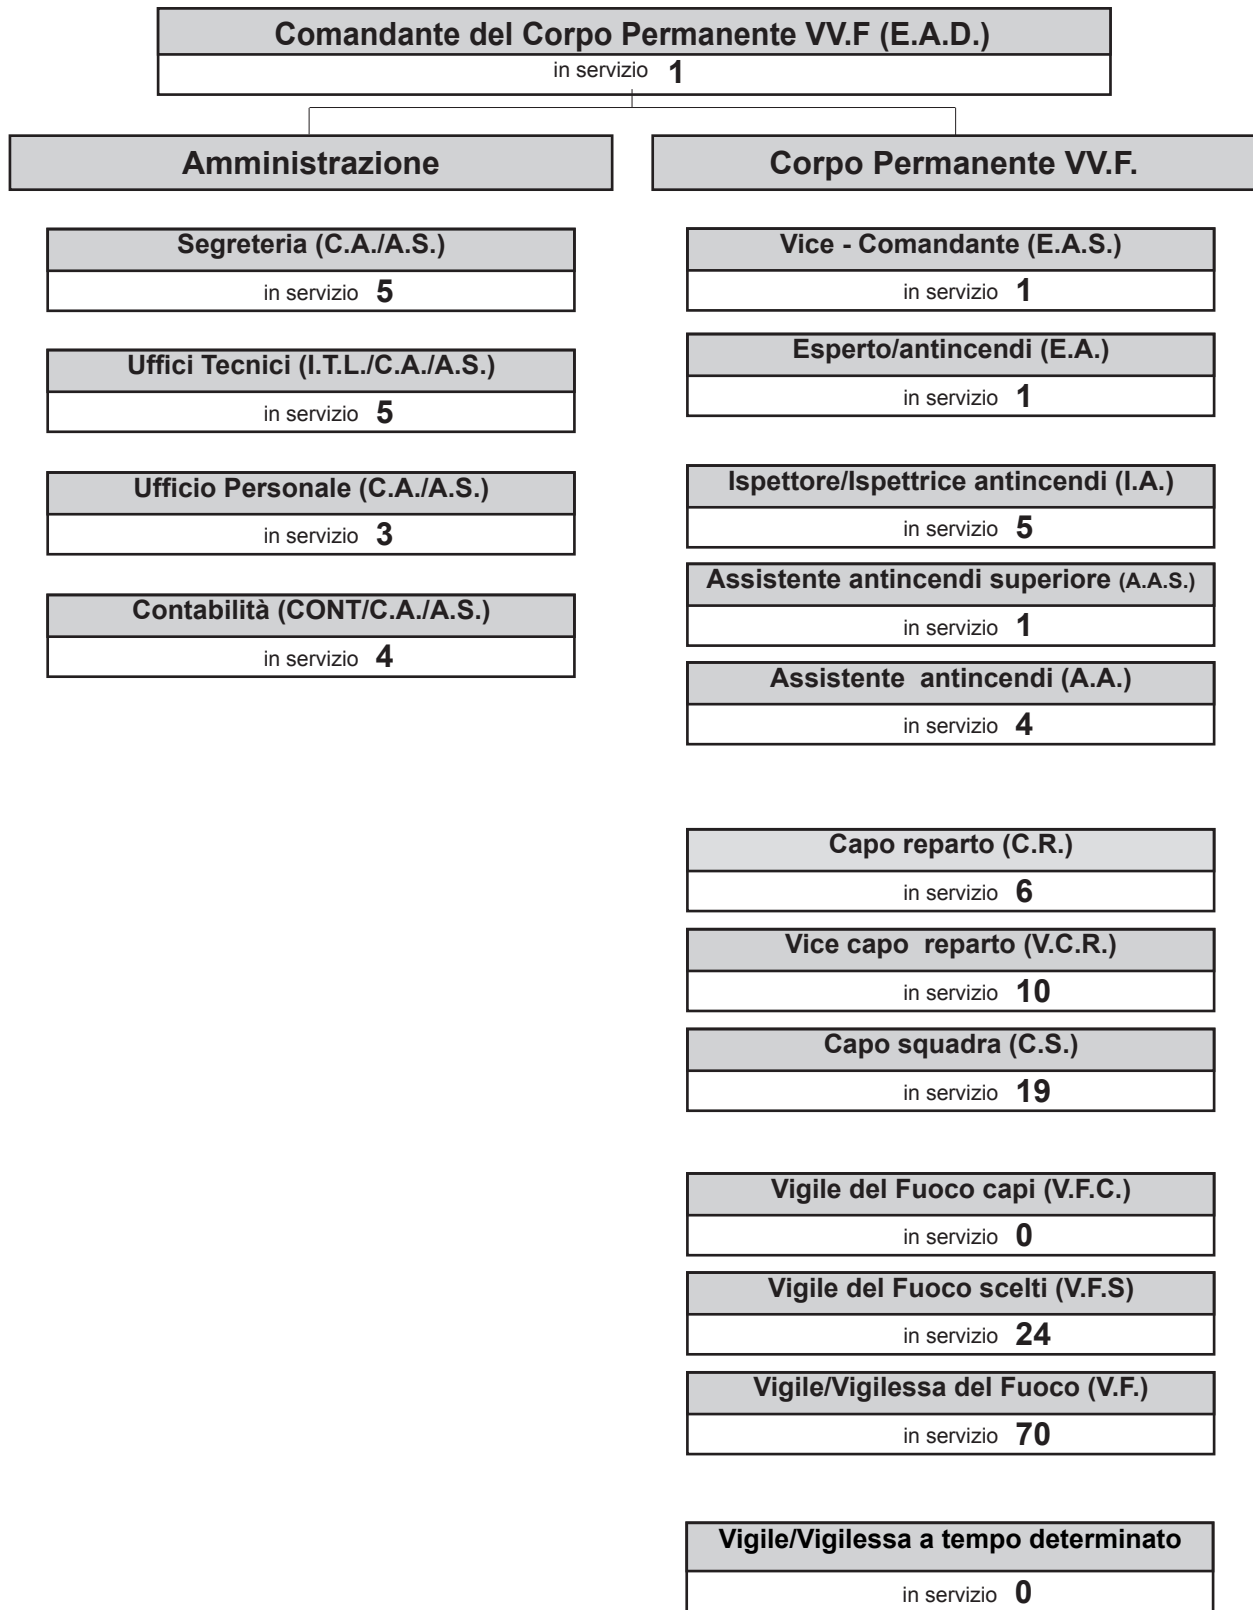 Comandante del Corpo Permanente VV.F (E.A.D.)
in servizio 1
Amministrazione
Segreteria (C.A./A.S.)
in servizio 5
Uffici Tecnici (I.T.L./C.A./A.S.)
in servizio 5
Ufficio Personale (C.A./A.S.)
in servizio 3
Contabilità (CONT/C.A./A.S.)
in servizio 4
Corpo Permanente VV.F.
Vice - Comandante (E.A.S.)
in servizio 1
Esperto/antincendi (E.A.)
in servizio 1
Ispettore/Ispettrice antincendi (I.A.)
in servizio 5
Assistente antincendi superiore (A.A.S.)
in servizio 1
Assistente antincendi (A.A.)
in servizio 4
Capo reparto (C.R.)
in servizio 6
Vice capo reparto (V.C.R.)
in servizio 10
Capo squadra (C.S.)
in servizio 19
Vigile del Fuoco capi (V.F.C.)
in servizio 0
Vigile del Fuoco scelti (V.F.S)
in servizio 24
Vigile/Vigilessa del Fuoco (V.F.)
in servizio 70
Vigile/Vigilessa a tempo determinato
in servizio 0